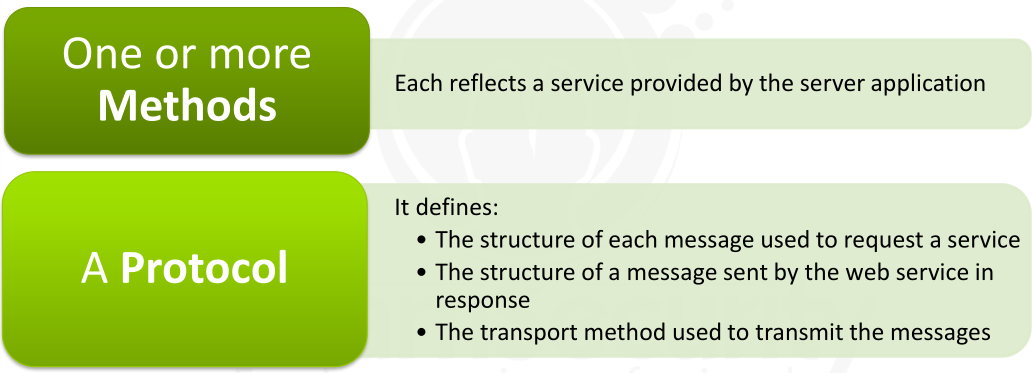 One or more
Methods
Each reflects a service provided by the server application
A Protocol
It defines:
• The structure of each message used to request a service
• The structure of a message sent by the web service in
response
• The transport method used to transmit the messages